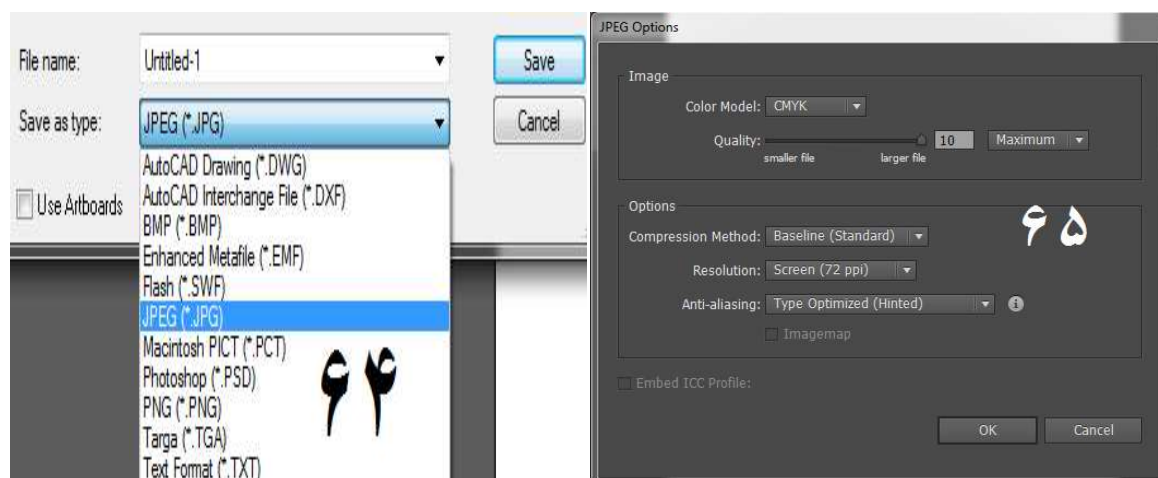 File name:
Untitled-1
Save
Save as type:
JPEG (*.JPG)
Cancel
Use Artboards
AutoCAD Drawing (*.DWG)
AutoCAD Interchange File (*.DXF)
BMP (*.BMP)
Enhanced Metafile (*.EMF)
Flash (*.SWF)
JPEG (*.JPG)
Macintosh PICT (*.PCT)
Photoshop (*.PSD)
PNG (*.PNG)
Targa (*.TGA)
Text Format (*.TXT)
۶۴
JPEG Options
Image
Color Model: CMYK
Quality: 10 Maximum
smaller file larger file
Options
Compression Method: Baseline (Standard)
Resolution: Screen (72 ppi)
Anti-aliasing: Type Optimized (Hinted)
Imagemap
Embed ICC Profile:
OK Cancel
۶۵